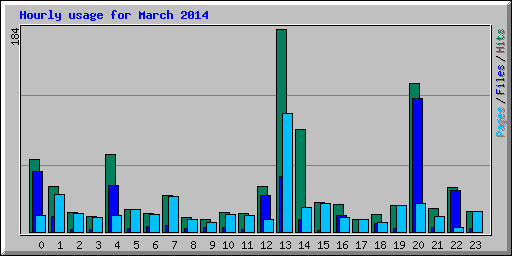 Hourly usage for March 2014
184
Pages / Files / Hits
0 1 2 3 4 5 6 7 8 9 10 11 12 13 14 15 16 17 18 19 20 21 22 23